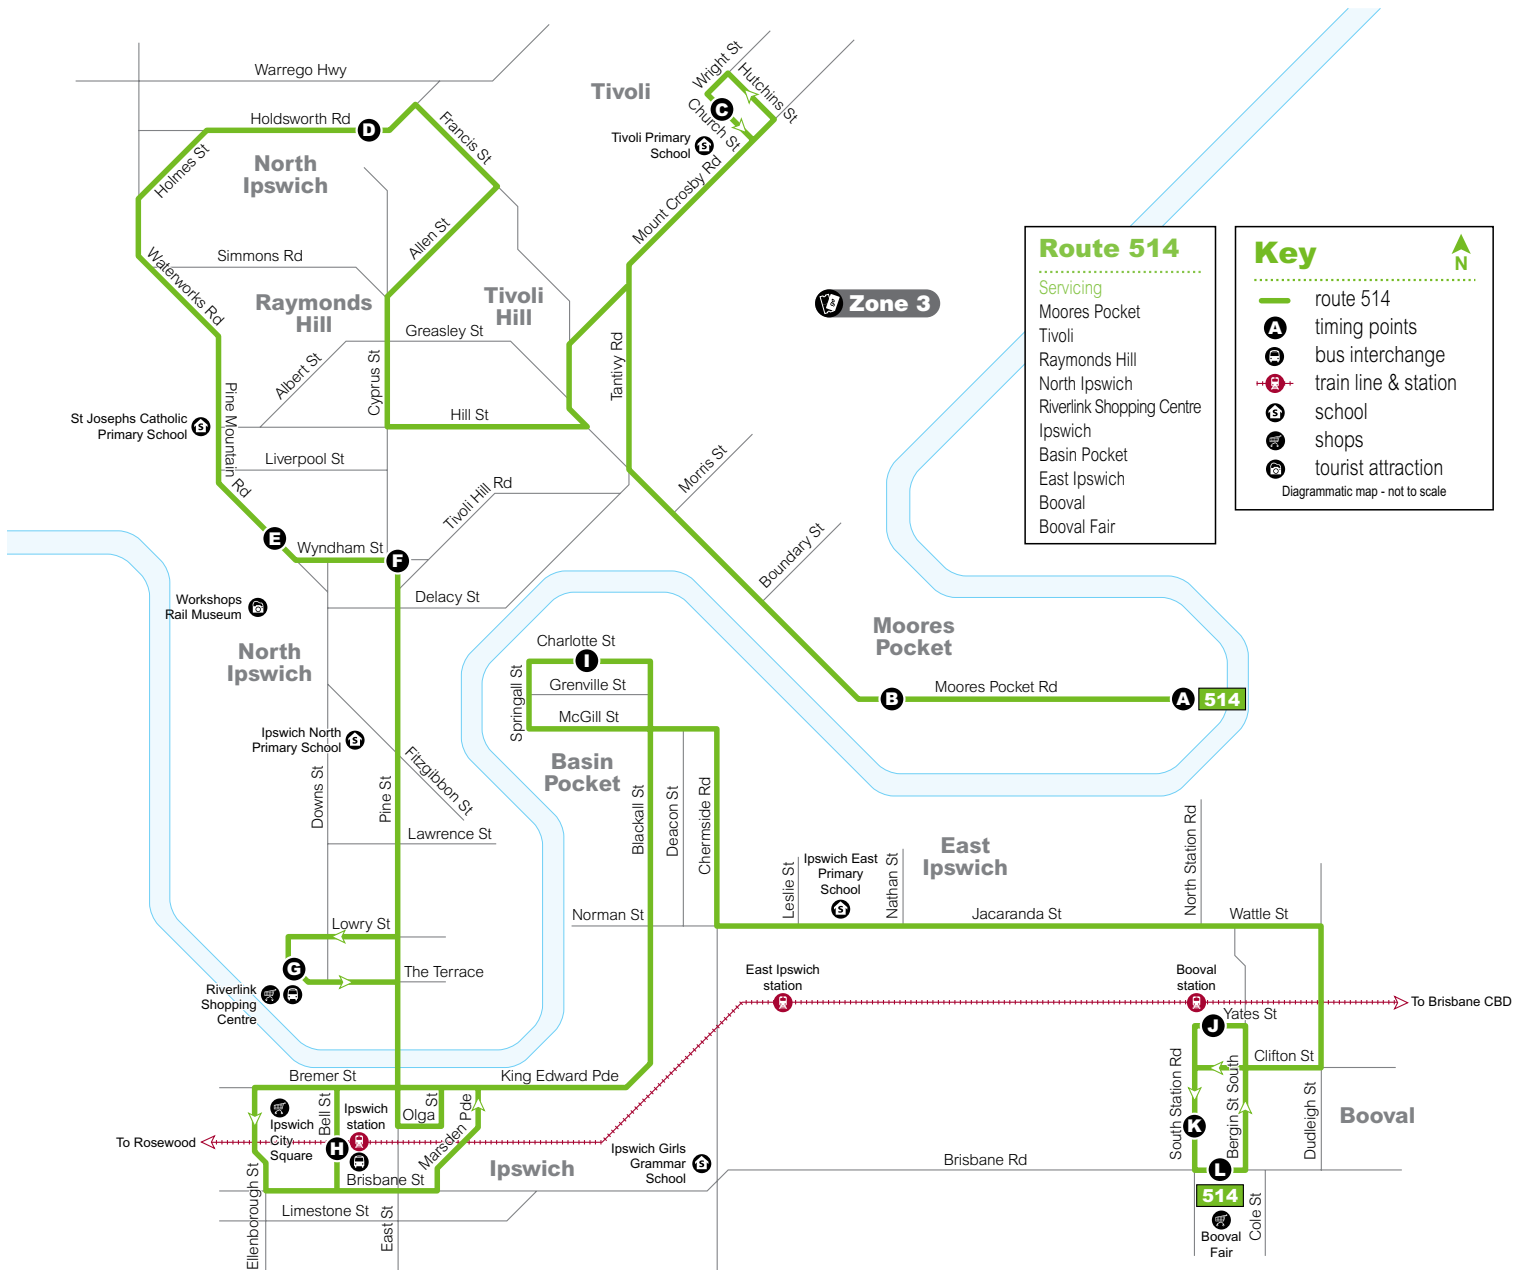 Warrego Hwy
Tivoli
Wright St
Hutchins St
C
Church St
Tivoli Primary
School
Holdsworth Rd
D
Francis St
Holmes St
North
Ipswich
Mount Crosby Rd
Allen St
Waterworks Rd
Simmons Rd
Raymonds
Hill
Tivoli
Hill
Zone 3
Greasley St
Albert St
Cyprus St
Tantivy Rd
Pine Mountain Rd
Hill St
St Josephs Catholic
Primary School
Liverpool St
Tivoli Hill Rd
Morris St
Boundary St
E
Wyndham St
F
Delacy St
Workshops
Rail Museum
North
Ipswich
Route 514
Servicing
Moores Pocket
Tivoli
Raymonds Hill
North Ipswich
Riverlink Shopping Centre
Ipswich
Basin Pocket
East Ipswich
Booval
Booval Fair
Key
N
route 514
A
timing points
bus interchange
train line & station
school
shops
tourist attraction
Diagrammatic map - not to scale
Moores
Pocket
B
Moores Pocket Rd
A
514
Charlotte St
I
Springall St
Grenville St
McGill St
Basin
Pocket
Ipswich North
Primary School
Fitzgibbon St
Downs St
Pine St
Lawrence St
Blackall St
Deacon St
Chermside Rd
Norman St
Leslie St
Ipswich East
Primary
School
Nathan St
East
Ipswich
North Station Rd
Jacaranda St
Wattle St
Lowry St
G
The Terrace
Riverlink
Shopping
Centre
East Ipswich
station
Booval
station
To Brisbane CBD
J
Yates St
Clifton St
South Station Rd
Bergin St South
K
L
514
Booval
Fair
Cole St
Dudleigh St
Booval
Brisbane Rd
Bremer St
King Edward Pde
Bell St
Ipswich
station
Olga St
Marsden Pde
Ipswich
City
Square
H
To Rosewood
Ipswich
Ipswich Girls
Grammar
School
Brisbane St
Ellenborough St
Limestone St
East St